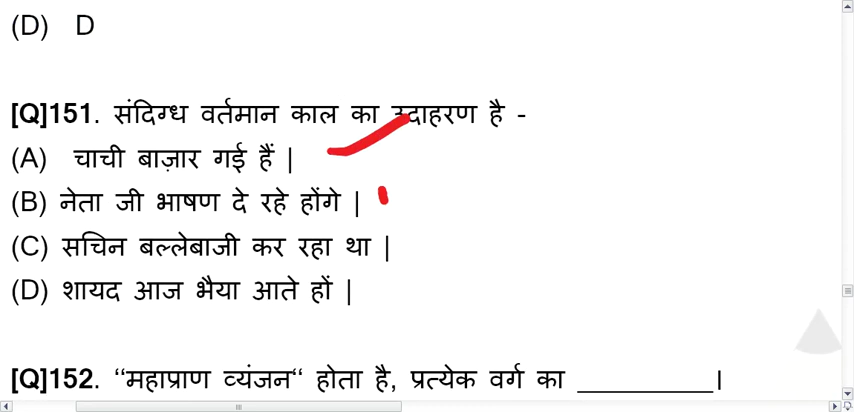 (D) D
[Q]151. संदिग्ध वर्तमान काल का उदाहरण है -
(A) चाची बाज़ार गई हैं |
(B) नेता जी भाषण दे रहे होंगे |
(C) सचिन बल्लेबाजी कर रहा था |
(D) शायद आज भैया आते हों |
[Q]152. “महाप्राण व्यंजन“ होता है, प्रत्येक वर्ग का __________।